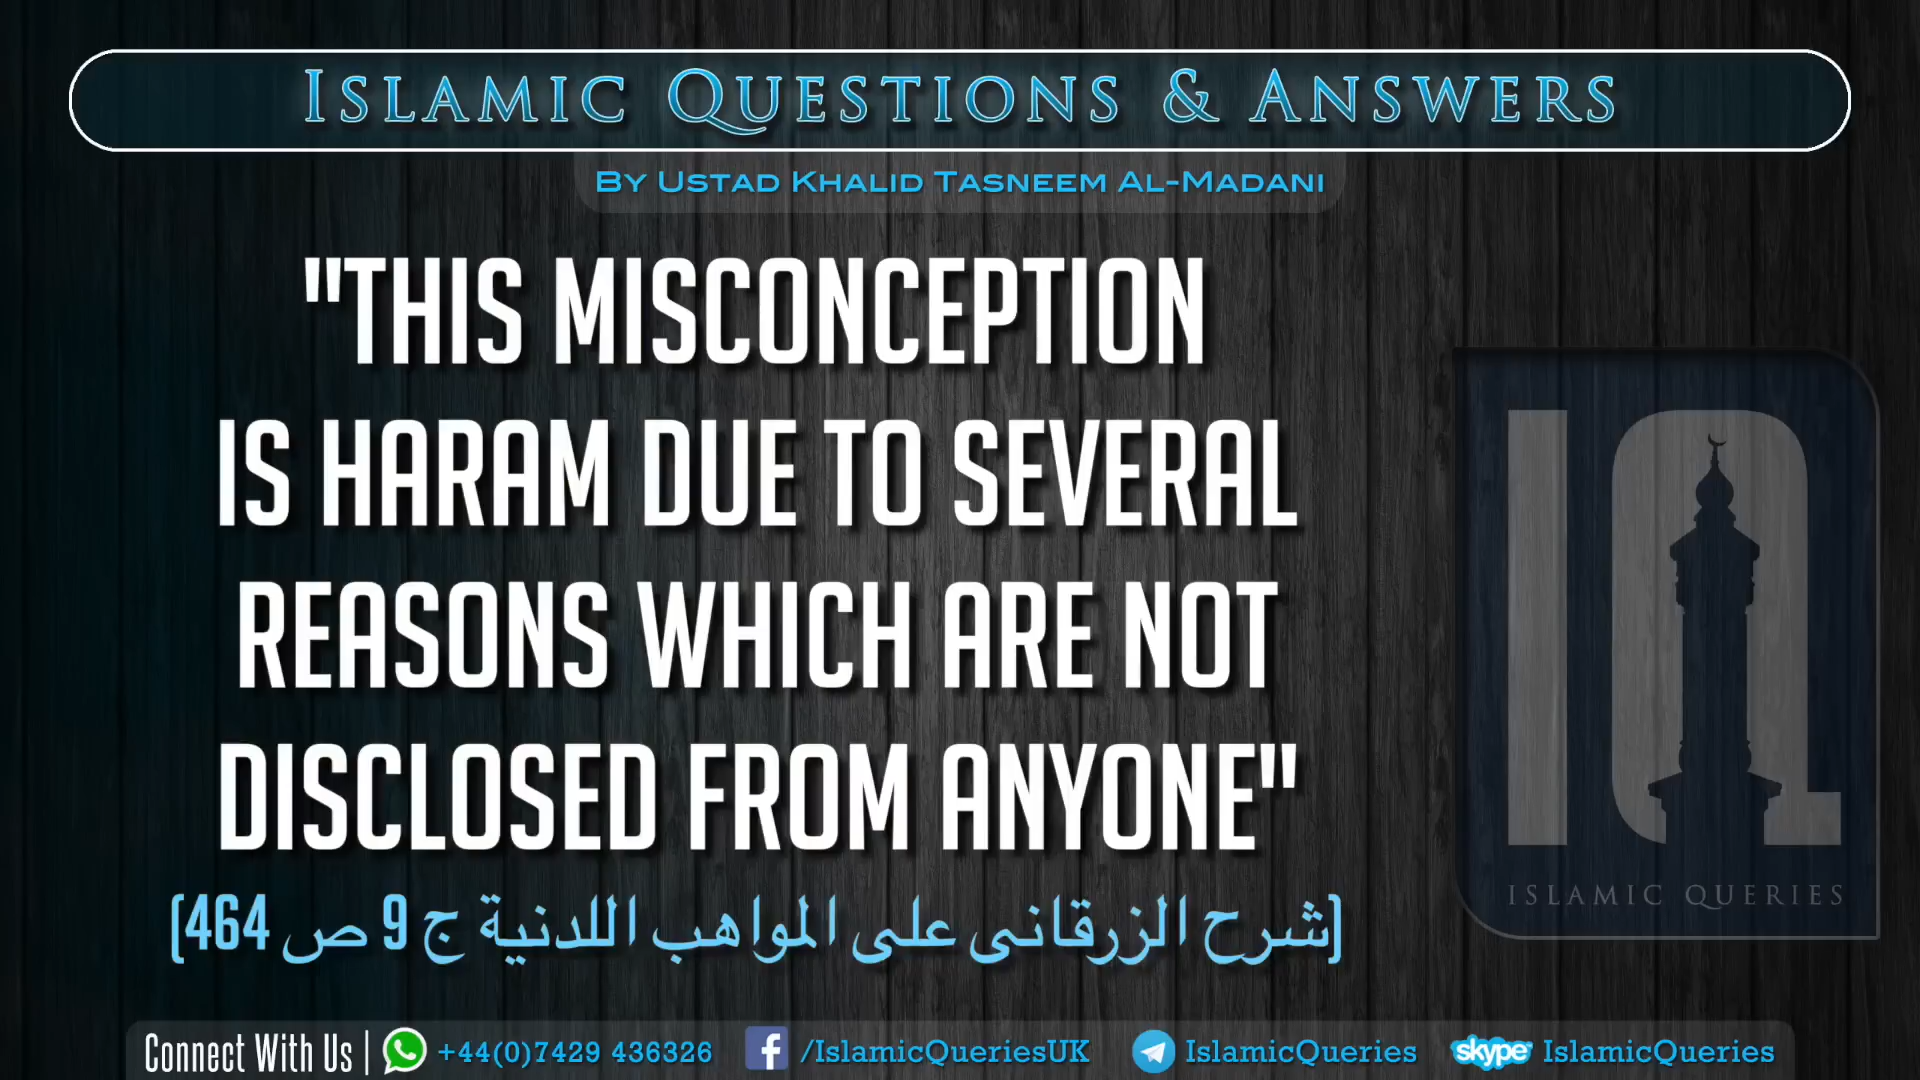 ISLAMIC QUESTIONS & ANSWERS
BY USTAD KHALID TASNEEM AL-MADANI
"THIS MISCONCEPTION
IS HARAM DUE TO SEVERAL
REASONS WHICH ARE NOT
DISCLOSED FROM ANYONE"
(شرح الزرقانى على المواهب اللدنية ج 9 ص 464)
IQ
ISLAMIC QUERIES
Connect With Us | +44(0)7429 436326 f /IslamicQueriesUK IslamicQueries skype IslamicQueries